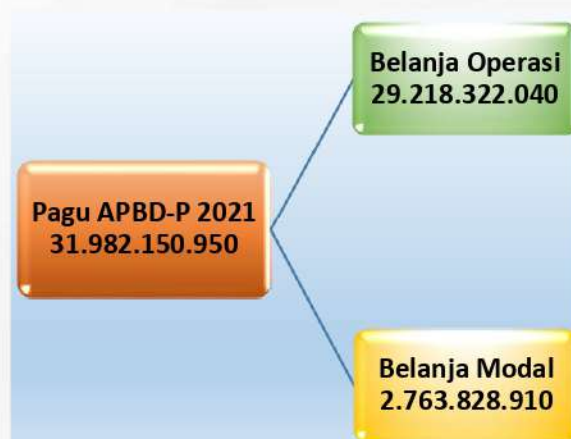 Belanja Operasi
29.218.322.040
Pagu APBD-P 2021
31.982.150.950
Belanja Modal
2.763.828.910